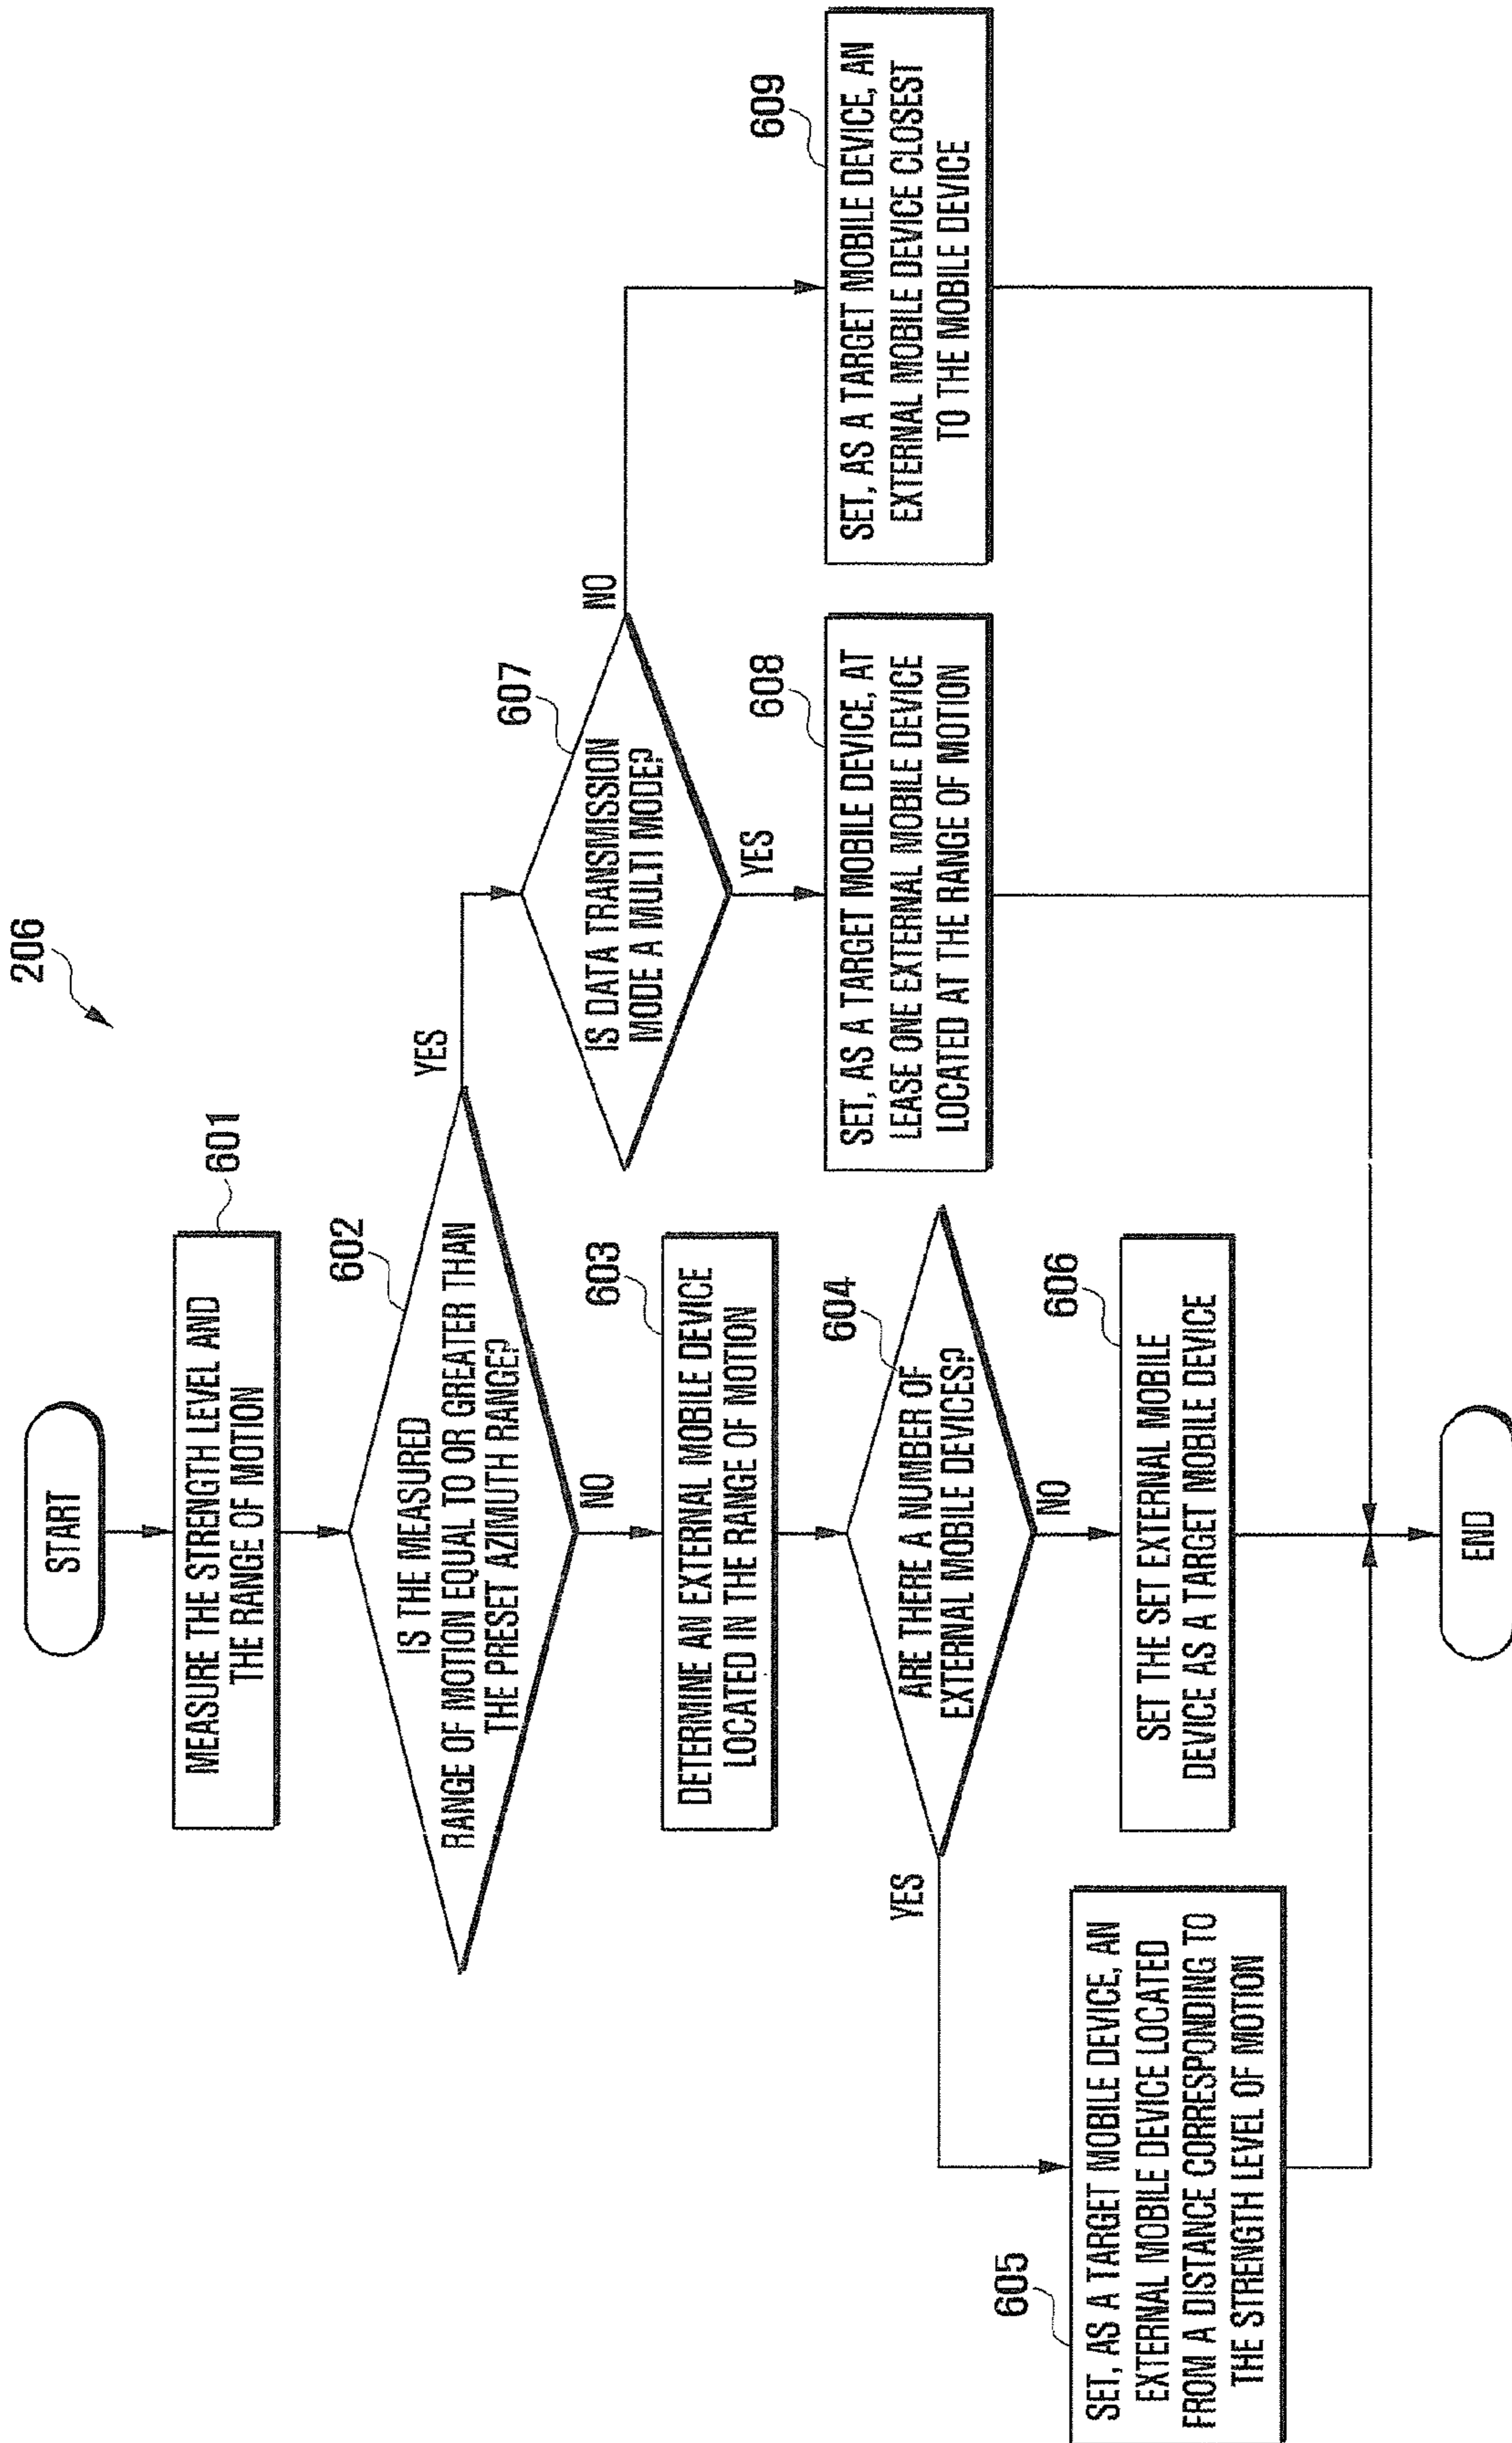 206
START
MEASURE THE STRENGTH LEVEL AND
THE RANGE OF MOTION
601
IS THE MEASURED
RANGE OF MOTION EQUAL TO OR GREATER THAN
THE PRESET AZIMUTH RANGE?
602
YES
NO
DETERMINE AN EXTERNAL MOBILE DEVICE
LOCATED IN THE RANGE OF MOTION
603
IS DATA TRANSMISSION
MODE A MULTI MODE?
607
NO
YES
ARE THERE A NUMBER OF
EXTERNAL MOBILE DEVICES?
604
YES
NO
605
SET, AS A TARGET MOBILE DEVICE, AN
EXTERNAL MOBILE DEVICE LOCATED
FROM A DISTANCE CORRESPONDING TO
THE STRENGTH LEVEL OF MOTION
606
SET THE SET EXTERNAL MOBILE
DEVICE AS A TARGET MOBILE DEVICE
608
SET, AS A TARGET MOBILE DEVICE, AT
LEASE ONE EXTERNAL MOBILE DEVICE
LOCATED AT THE RANGE OF MOTION
609
SET, AS A TARGET MOBILE DEVICE, AN
EXTERNAL MOBILE DEVICE CLOSEST
TO THE MOBILE DEVICE
END